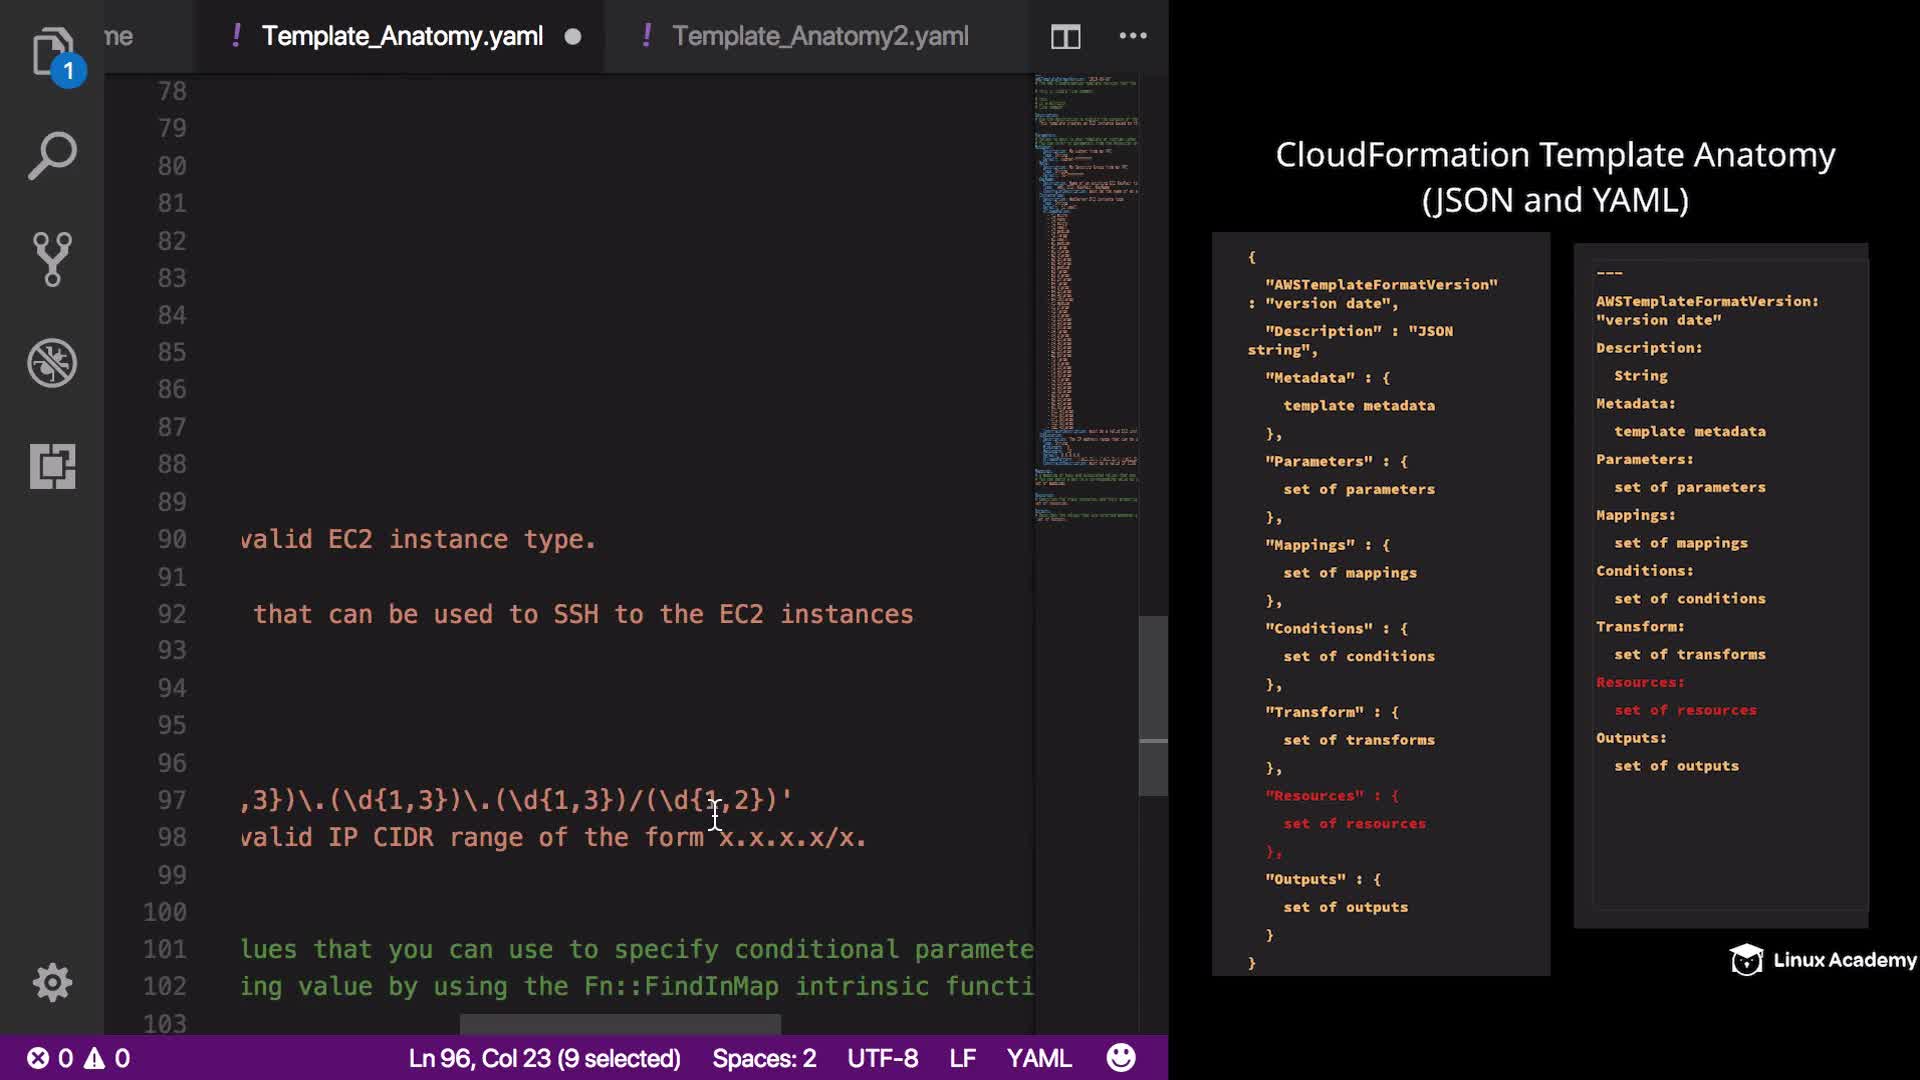 me
! Template_Anatomy.yaml
! Template_Anatomy2.yaml
1
78
79
80
81
82
83
84
85
86
87
88
89
90 valid EC2 instance type.
91
92 that can be used to SSH to the EC2 instances
93
94
95
96
97 ,3})\.(\d{1,3})\.(\d{1,3})/(\d{1,2})'
98 valid IP CIDR range of the form x.x.x.x/x.
99
100
101 lues that you can use to specify conditional paramete
102 ing value by using the Fn::FindInMap intrinsic functi
103
0 0 Ln 96, Col 23 (9 selected) Spaces: 2 UTF-8 LF YAML
CloudFormation Template Anatomy
(JSON and YAML)
{
"AWSTemplateFormatVersion"
: "version date",
"Description" : "JSON
string",
"Metadata" : {
template metadata
},
"Parameters" : {
set of parameters
},
"Mappings" : {
set of mappings
},
"Conditions" : {
set of conditions
},
"Transform" : {
set of transforms
},
"Resources" : {
set of resources
},
"Outputs" : {
set of outputs
}
}
---
AWSTemplateFormatVersion:
"version date"
Description:
String
Metadata:
template metadata
Parameters:
set of parameters
Mappings:
set of mappings
Conditions:
set of conditions
Transform:
set of transforms
Resources:
set of resources
Outputs:
set of outputs
Linux Academy